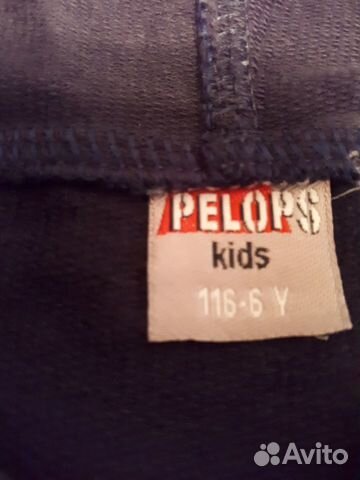 PELOPS
kids
116-6 Y
Avito